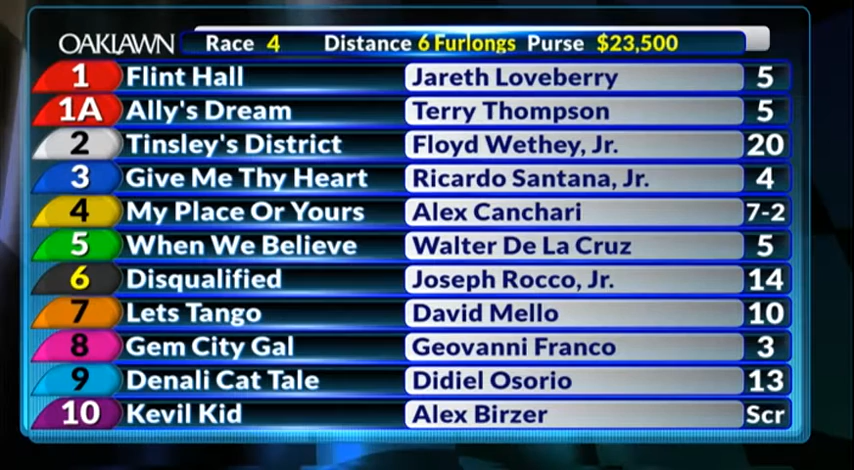 OAKLAWN Race 4 Distance 6 Furlongs Purse $23,500
1 Flint Hall Jareth Loveberry 5
1A Ally's Dream Terry Thompson 5
2 Tinsley's District Floyd Wethey, Jr. 20
3 Give Me Thy Heart Ricardo Santana, Jr. 4
4 My Place Or Yours Alex Canchari 7-2
5 When We Believe Walter De La Cruz 5
6 Disqualified Joseph Rocco, Jr. 14
7 Lets Tango David Mello 10
8 Gem City Gal Geovanni Franco 3
9 Denali Cat Tale Didiel Osorio 13
10 Kevil Kid Alex Birzer Scr